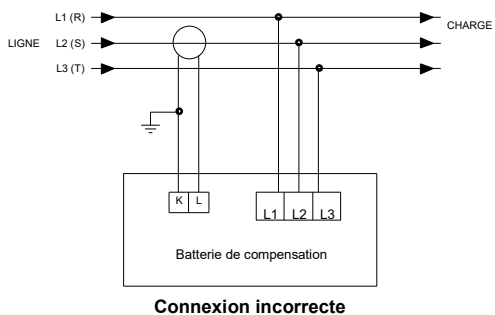 L1 (R)
CHARGE
LIGNE L2 (S)
L3 (T)
K L
L1 L2 L3
Batterie de compensation
Connexion incorrecte